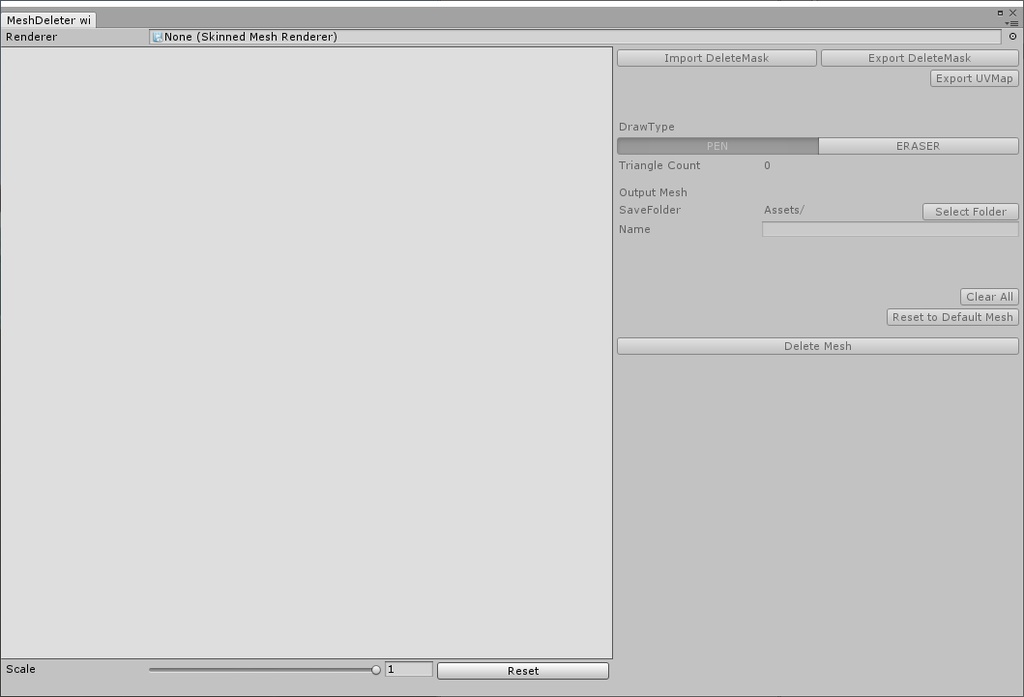 MeshDeleter wi
Renderer None (Skinned Mesh Renderer)
Import DeleteMask Export DeleteMask
Export UVMap
DrawType
PEN ERASER
Triangle Count 0
Output Mesh
SaveFolder Assets/ Select Folder
Name
Clear All
Reset to Default Mesh
Delete Mesh
Scale 1 Reset